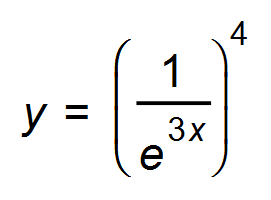 y = (1/e^{3x})^4